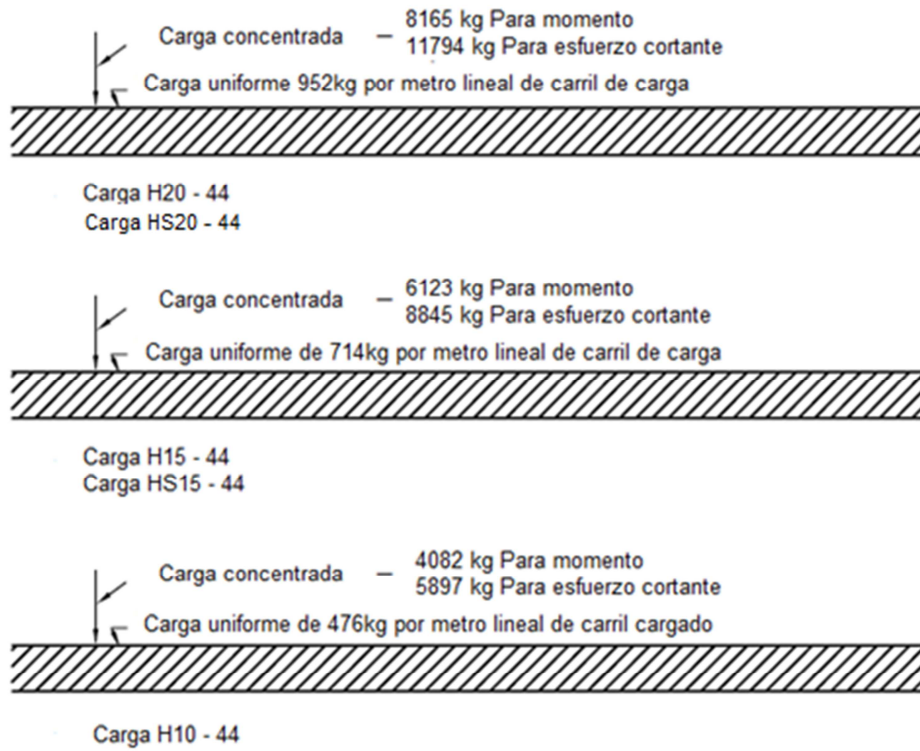 8165 kg Para momento
Carga concentrada – 11794 kg Para esfuerzo cortante
Carga uniforme 952kg por metro lineal de carril de carga
Carga H20 - 44
Carga HS20 - 44
6123 kg Para momento
Carga concentrada – 8845 kg Para esfuerzo cortante
Carga uniforme de 714kg por metro lineal de carril de carga
Carga H15 - 44
Carga HS15 - 44
4082 kg Para momento
Carga concentrada – 5897 kg Para esfuerzo cortante
Carga uniforme de 476kg por metro lineal de carril cargado
Carga H10 - 44